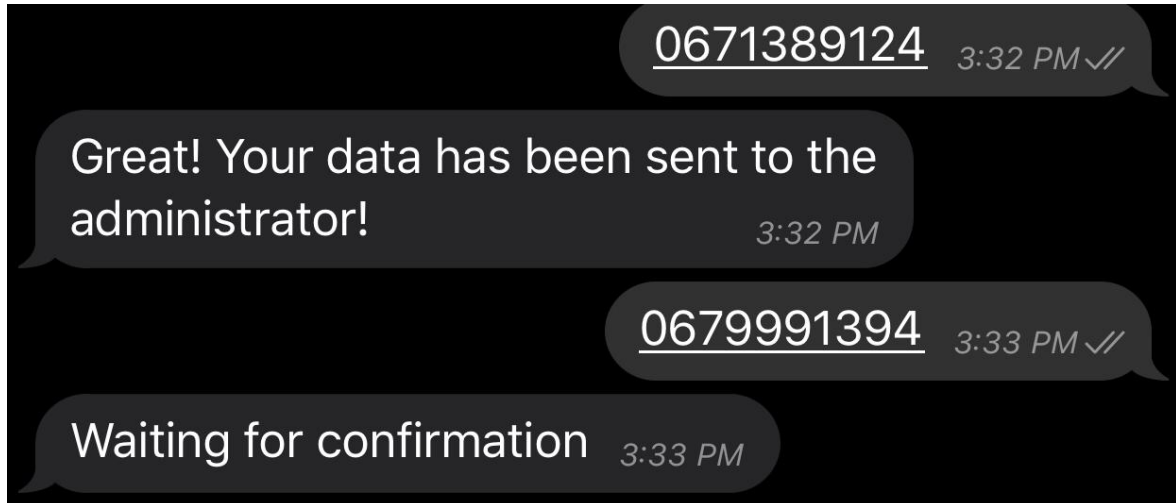 0671389124 3:32 PM
Great! Your data has been sent to the
administrator! 3:32 PM
0679991394 3:33 PM
Waiting for confirmation 3:33 PM